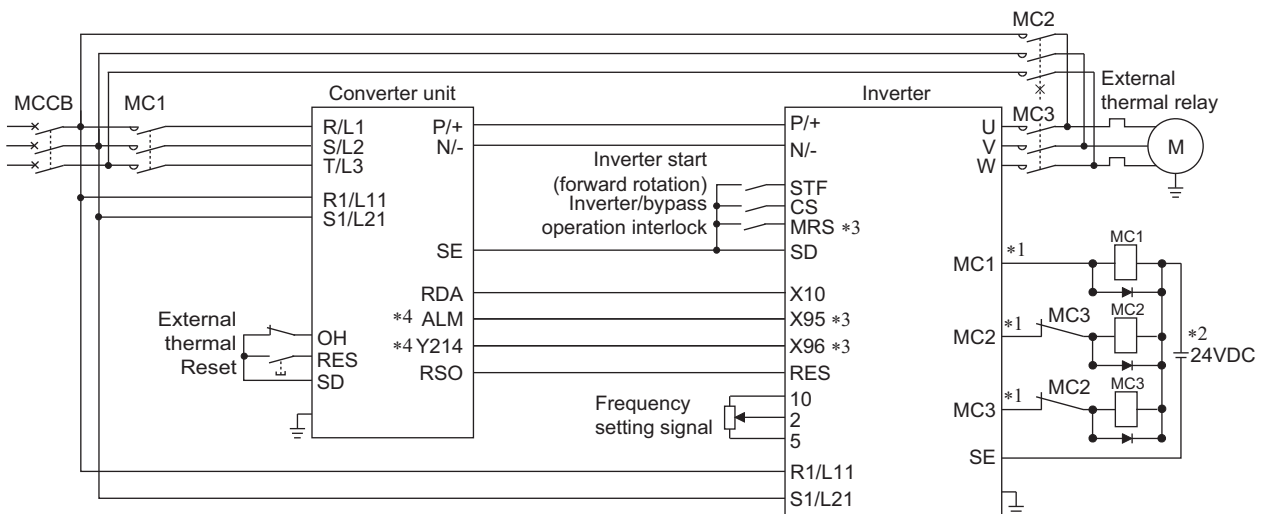 MC2
External
thermal relay
MCCB
MC1
Converter unit
Inverter
MC3
R/L1
S/L2
T/L3
R1/L11
S1/L21
P/+
N/-
SE
RDA
*4 ALM
*4 Y214
RSO
External
thermal
Reset
OH
RES
SD
Inverter start
(forward rotation)
Inverter/bypass
operation interlock
Frequency
setting signal
P/+
N/-
STF
CS
MRS *3
SD
X10
X95 *3
X96 *3
RES
10
2
5
R1/L11
S1/L21
U
V
W
M
MC1
*1
MC1
MC2
*1
MC3
MC2
*2
24VDC
MC3
*1
MC2
MC3
SE